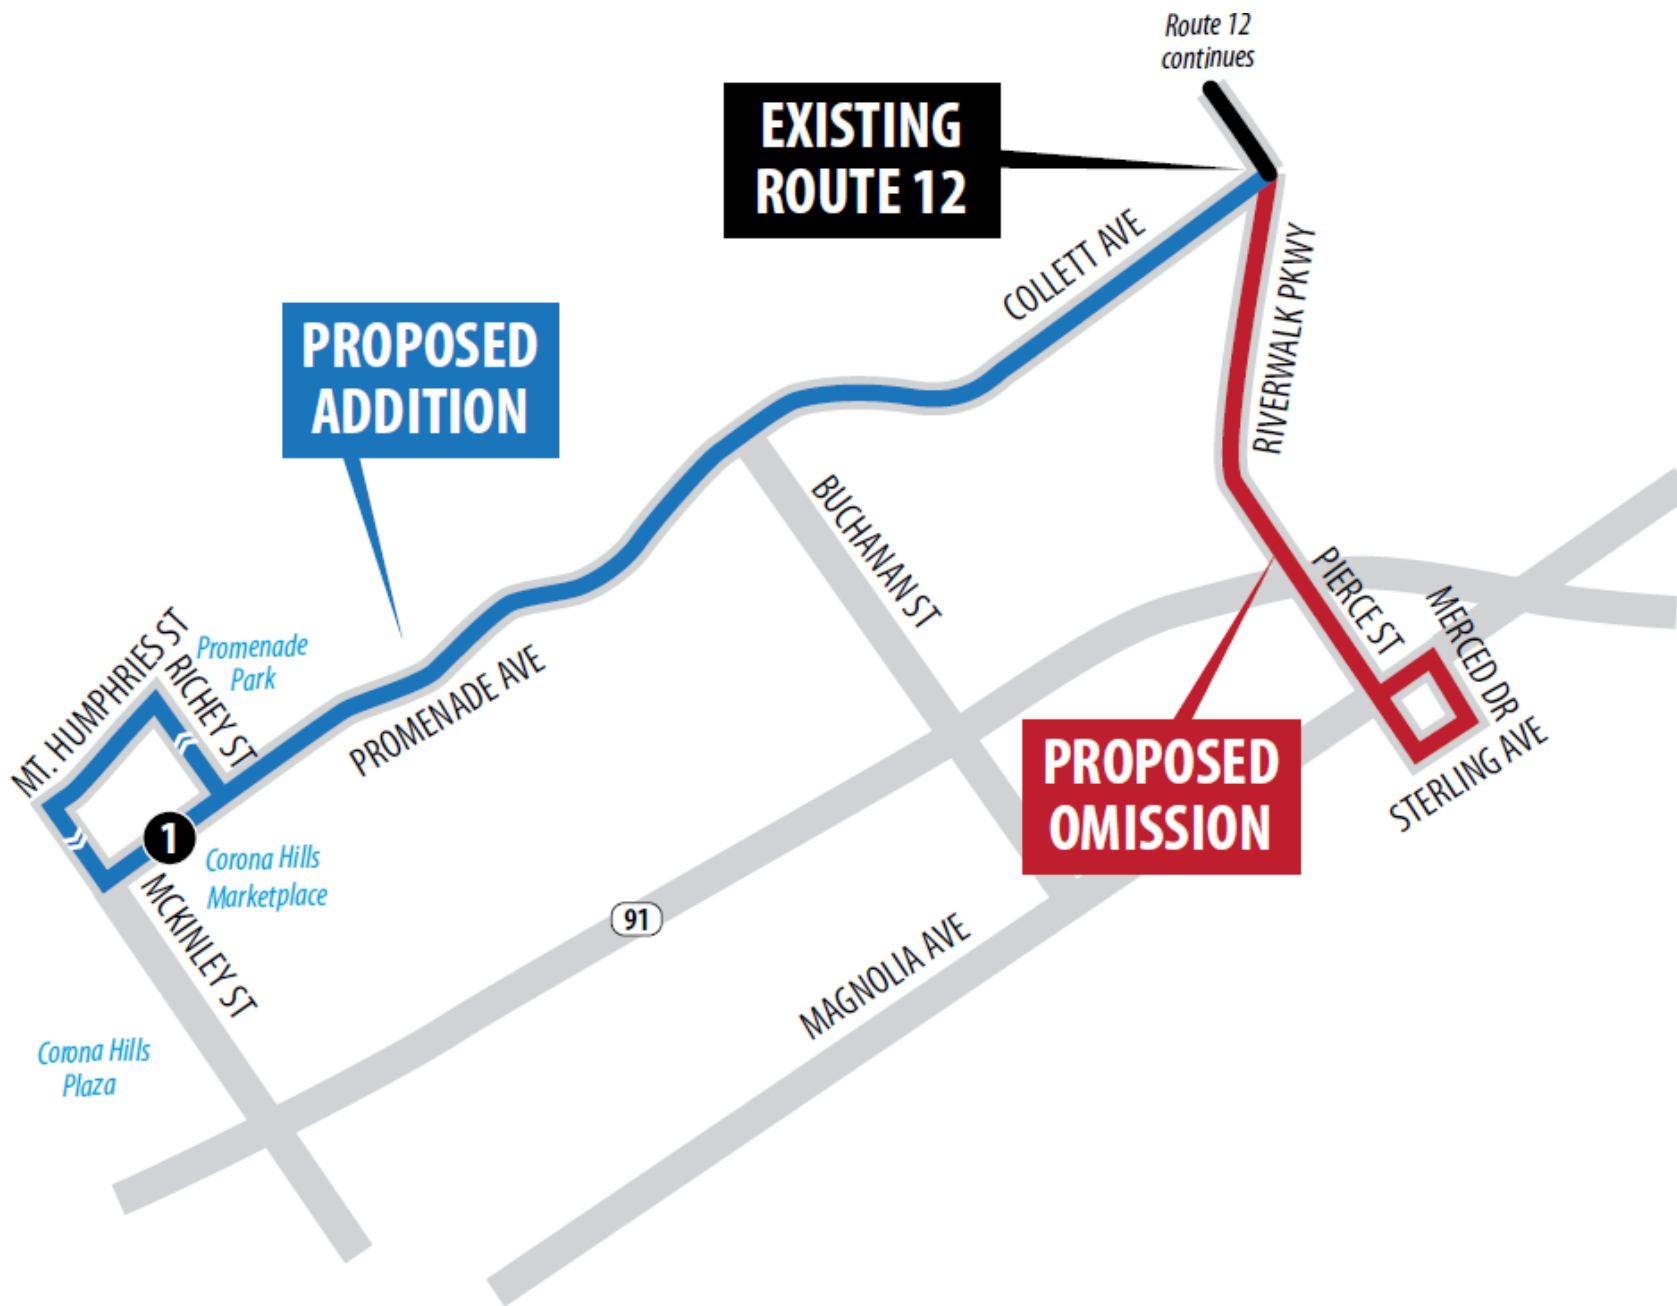 Route 12
continues
EXISTING
ROUTE 12
COLLETT AVE
RIVERWALK PKWY
PROPOSED
ADDITION
BUCHANAN ST
PIERCE ST
MERCED DR
STERLING AVE
MT. HUMPHRIES ST
RICHEY ST
Promenade
Park
PROMENADE AVE
PROPOSED
OMISSION
1
Corona Hills
Marketplace
MCKINLEY ST
91
MAGNOLIA AVE
Corona Hills
Plaza